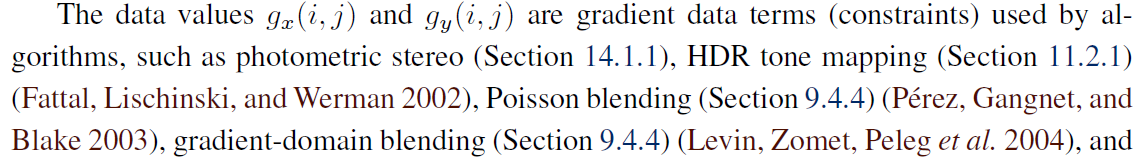 The data values gx(i, j) and gy(i, j) are gradient data terms (constraints) used by al-
gorithms, such as photometric stereo (Section 14.1.1), HDR tone mapping (Section 11.2.1)
(Fattal, Lischinski, and Werman 2002), Poisson blending (Section 9.4.4) (Pérez, Gangnet, and
Blake 2003), gradient-domain blending (Section 9.4.4) (Levin, Zomet, Peleg et al. 2004), and